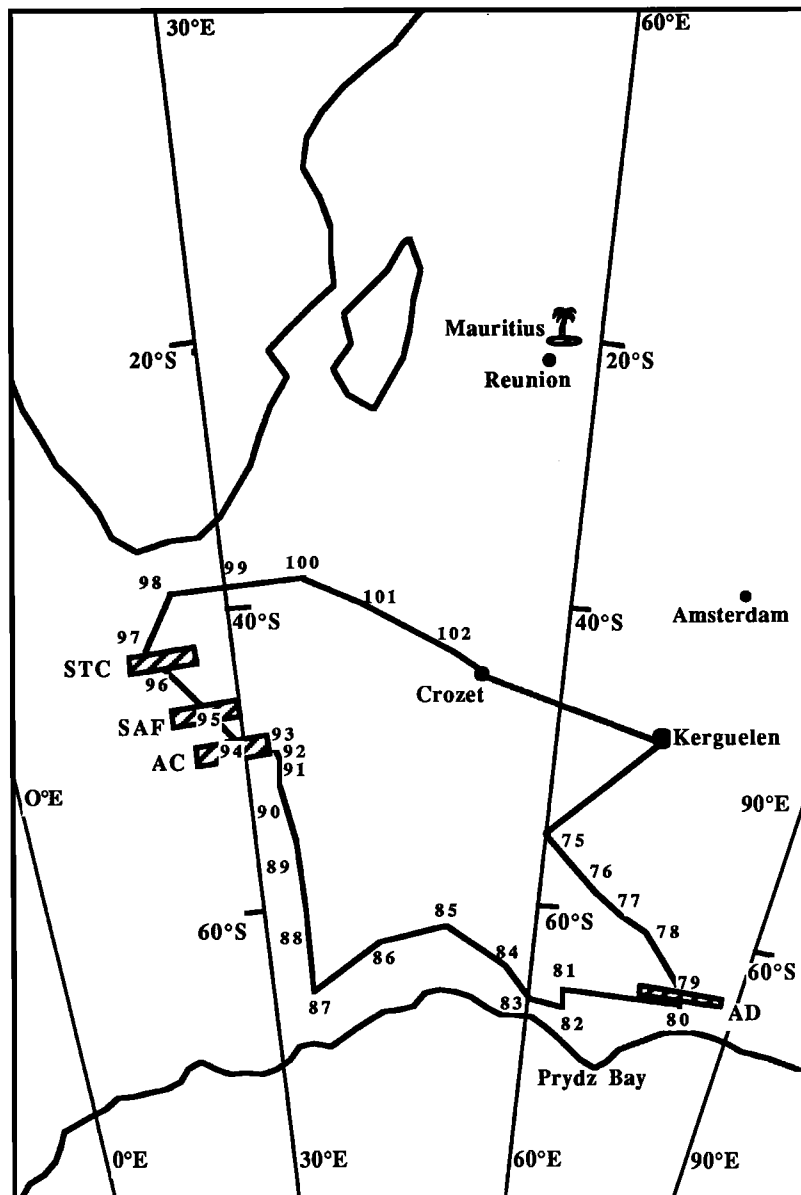 30°E
60°E
Mauritius
20°S
20°S
Reunion
99
100
98
101
Amsterdam
40°S
40°S
97
102
STC
96
Crozet
SAF
95
93
Kerguelen
AC
94
92
91
O°E
90
90°E
75
89
76
77
60°S
88
85
60°S
78
86
84
60°S
81
79
87
83
82
80
AD
Prydz Bay
0°E
30°E
60°E
90°E